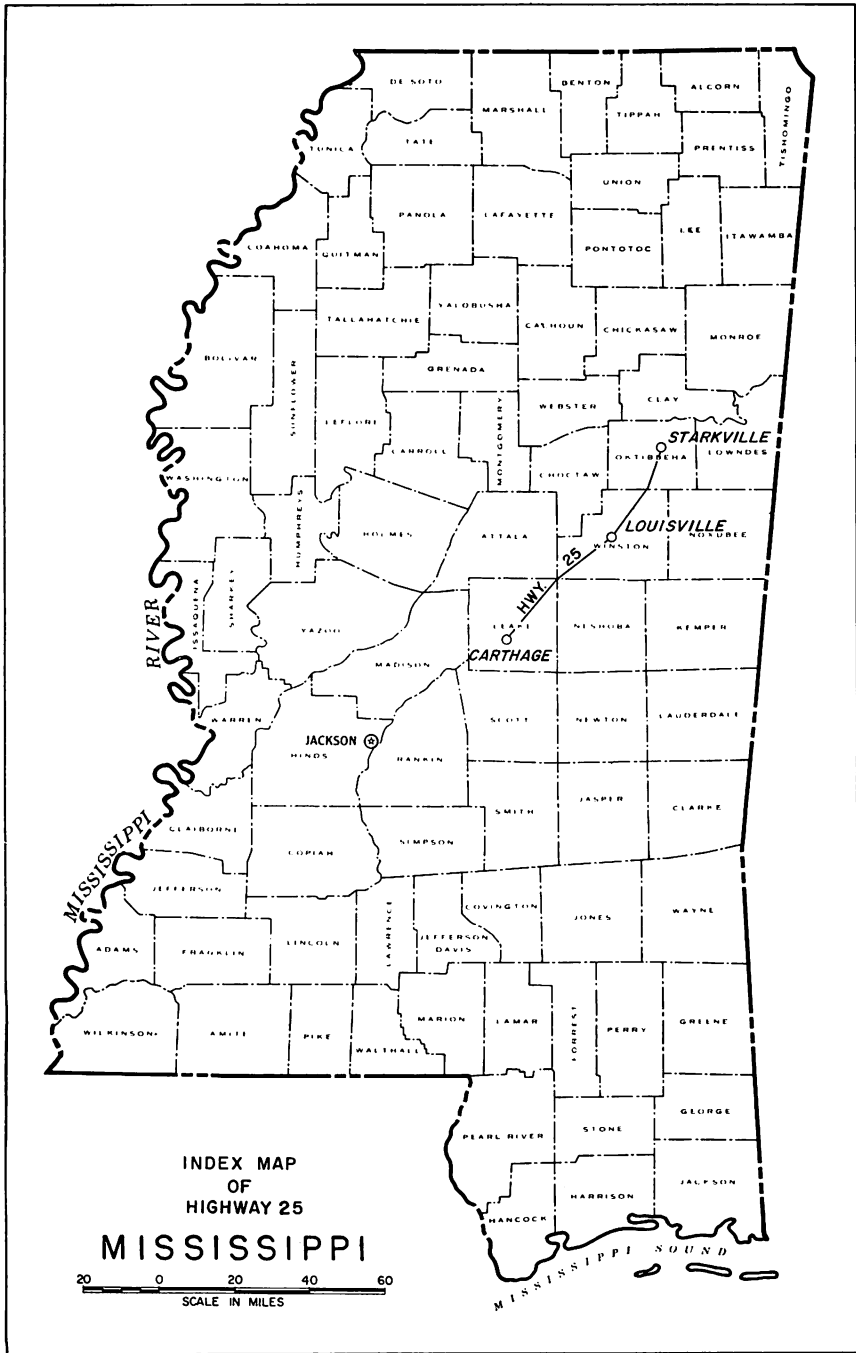 DE SOTO
BENTON
ALCORN
MARSHALL
TIPPAH
TISHOMINGO
TUNICA
TATE
PRENTISS
UNION
PANOLA
LAFAYETTE
LEE
ITAWAMBA
COAHOMA
QUITMAN
PONTOTOC
YALOBUSHA
TALLAHATCHIE
CALHOUN
CHICKASAW
MONROE
BOLIVAR
GRENADA
SUNFLOWER
CLAY
WEBSTER
LEFLORE
MONTGOMERY
STARKVILLE
CARROLL
OKTIBBEHA
LOWNDES
WASHINGTON
CHOCTAW
HUMPHREYS
HOLMES
ATTALA
LOUISVILLE
NOXUBEE
WINSTON
HWY. 25
ISSAQUENA
SHARKEY
LEAKE
NESHOBA
KEMPER
YAZOO
CARTHAGE
MADISON
MISSISSIPPI RIVER
WARREN
SCOTT
NEWTON
LAUDERDALE
JACKSON
HINDS
RANKIN
SMITH
JASPER
CLARKE
CLAIBORNE
SIMPSON
COPIAH
JEFFERSON
COVINGTON
JONES
WAYNE
LAWRENCE
JEFFERSON
DAVIS
ADAMS
FRAGKLIN
LINCOLN
MARION
LAMAR
FORREST
PERRY
GREENE
WILKINSON
AMITE
PIKE
WALTHALL
GEORGE
PEARL RIVER
STONE
JACKSON
HARRISON
HANCOCK
MISSISSIPPI SOUND
INDEX MAP
OF
HIGHWAY 25
MISSISSIPPI
20 0 20 40 60
SCALE IN MILES